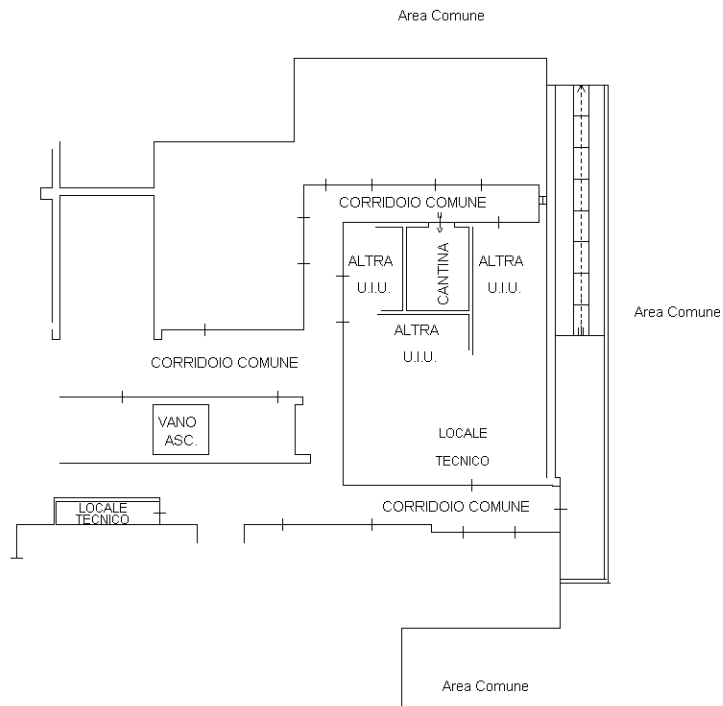 Area Comune
CORRIDOIO COMUNE
ALTRA
U.I.U.
CANTINA
ALTRA
U.I.U.
Area Comune
ALTRA
U.I.U.
CORRIDOIO COMUNE
VANO
ASC.
LOCALE
TECNICO
LOCALE
TECNICO
CORRIDOIO COMUNE
Area Comune